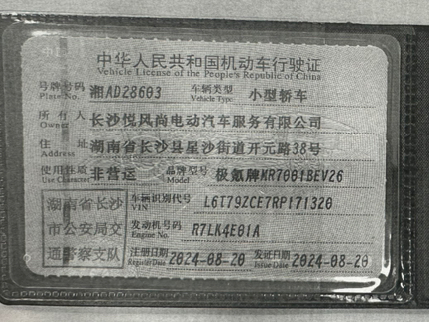 中华人民共和国机动车行驶证
Vehicle License of the People's Republic of China
号牌号码 Plate No. 湘AD28603 车辆类型 Vehicle Type 小型轿车
所有人 Owner 长沙悦风尚电动汽车服务有限公司
住址 Address 湖南省长沙县星沙街道开元路38号
使用性质 Use Character 非营运 品牌型号 Model 极氪牌MR7001BEV26
湖南省长沙市公安局交通警察支队
车辆识别代号 VIN L6T79ZCE7RP171320
发动机号码 Engine No. R7LK4E01A
注册日期 Register Date 2024-08-20 发证日期 Issue Date 2024-08-20